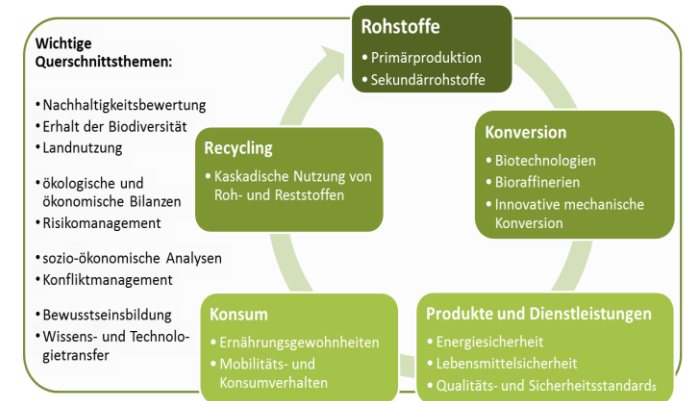 Wichtige
Querschnittsthemen:
• Nachhaltigkeitsbewertung
• Erhalt der Biodiversität
• Landnutzung
• ökologische und
ökonomische Bilanzen
• Risikomanagement
• sozio-ökonomische Analysen
• Konfliktmanagement
• Bewusstseinsbildung
• Wissens- und Technolo-
gietransfer
Rohstoffe
• Primärproduktion
• Sekundärrohstoffe
Konversion
• Biotechnologien
• Bioraffinerien
• Innovative mechanische
Konversion
Produkte und Dienstleistungen
• Energiesicherheit
• Lebensmittelsicherheit
• Qualitäts- und Sicherheitsstandards
Konsum
• Ernährungsgewohnheiten
• Mobilitäts- und
Konsumverhalten
Recycling
• Kaskadische Nutzung von
Roh- und Reststoffen